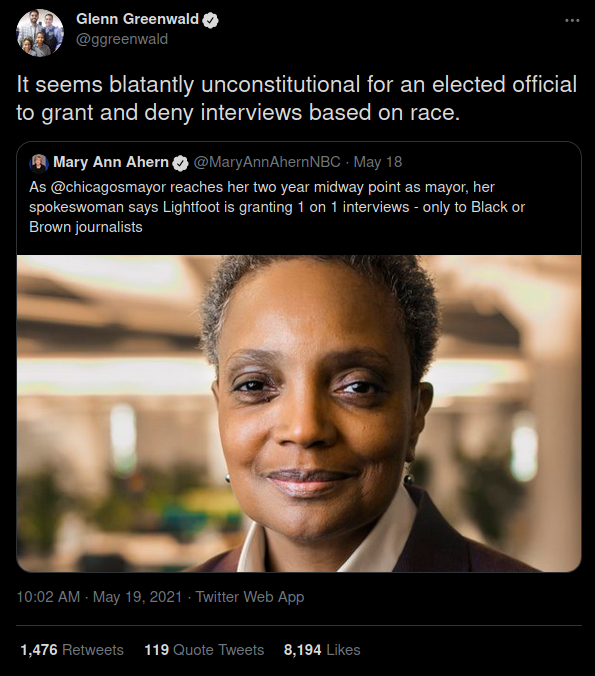 Glenn Greenwald
@ggreenwald
It seems blatantly unconstitutional for an elected official
to grant and deny interviews based on race.
Mary Ann Ahern @MaryAnnAhernNBC · May 18
As @chicagosmayor reaches her two year midway point as mayor, her
spokeswoman says Lightfoot is granting 1 on 1 interviews - only to Black or
Brown journalists
10:02 AM · May 19, 2021 · Twitter Web App
1,476 Retweets 119 Quote Tweets 8,194 Likes